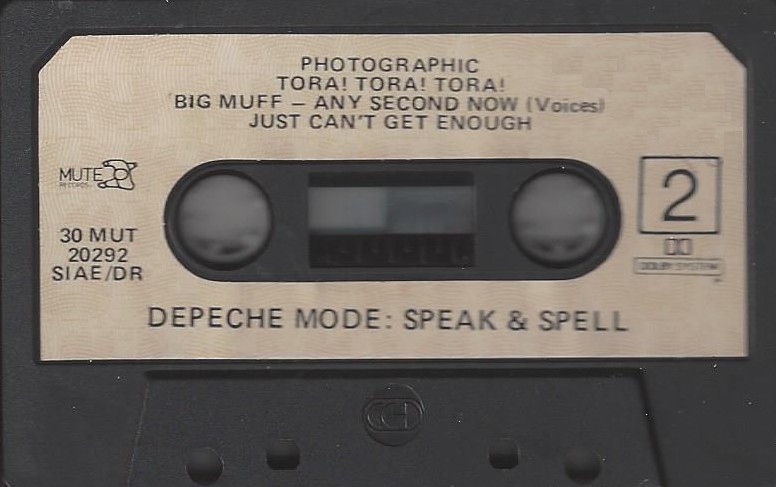 PHOTOGRAPHIC
TORA! TORA! TORA!
BIG MUFF – ANY SECOND NOW (Voices)
JUST CAN'T GET ENOUGH
MUTE
RECORDS
30 MUT
20292
SIAE/DR
2
DOLBY SYSTEM
DEPECHE MODE: SPEAK & SPELL